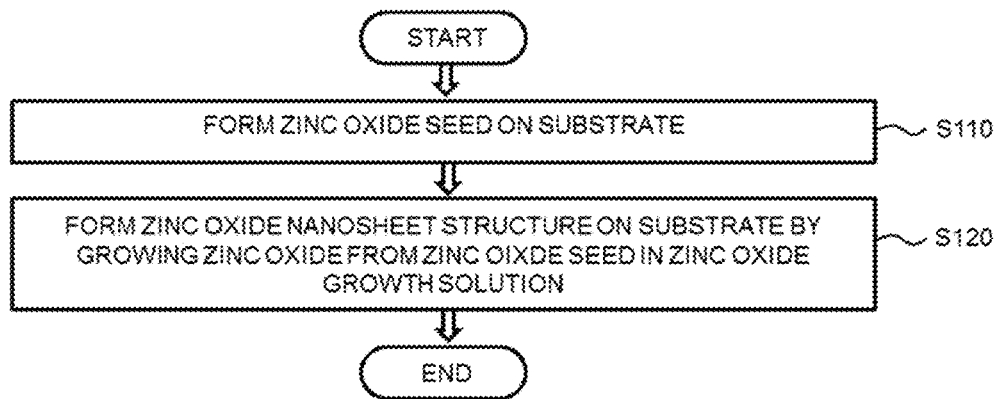 START
FORM ZINC OXIDE SEED ON SUBSTRATE
S110
FORM ZINC OXIDE NANOSHEET STRUCTURE ON SUBSTRATE BY
GROWING ZINC OXIDE FROM ZINC OIXDE SEED IN ZINC OXIDE
GROWTH SOLUTION
S120
END